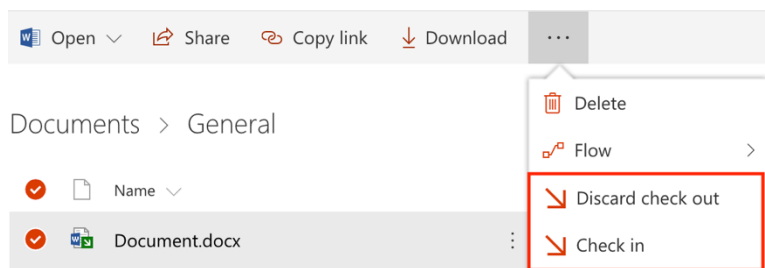 Open Share Copy link Download ...
Delete
Documents > General
Flow >
Name
Discard check out
Document.docx
Check in